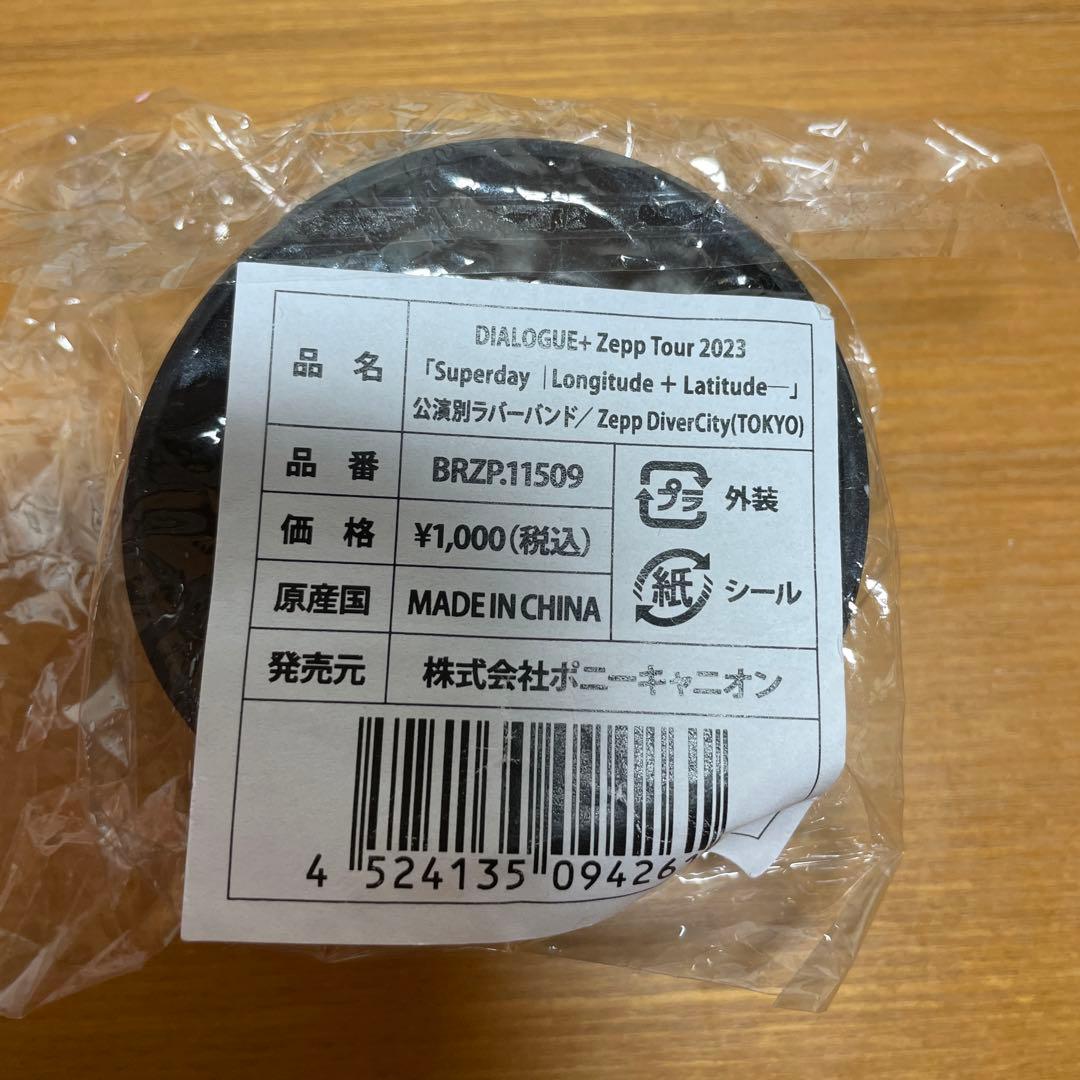 品名
DIALOGUE+ Zepp Tour 2023
「Superday｜Longitude + Latitude―」
公演別ラバーバンド/ Zepp DiverCity(TOKYO)
品番 BRZP.11509
価格 ¥1,000(税込)
原産国 MADE IN CHINA
プラ 外装
紙 シール
発売元 株式会社ポニーキャニオン
4 524135 09426